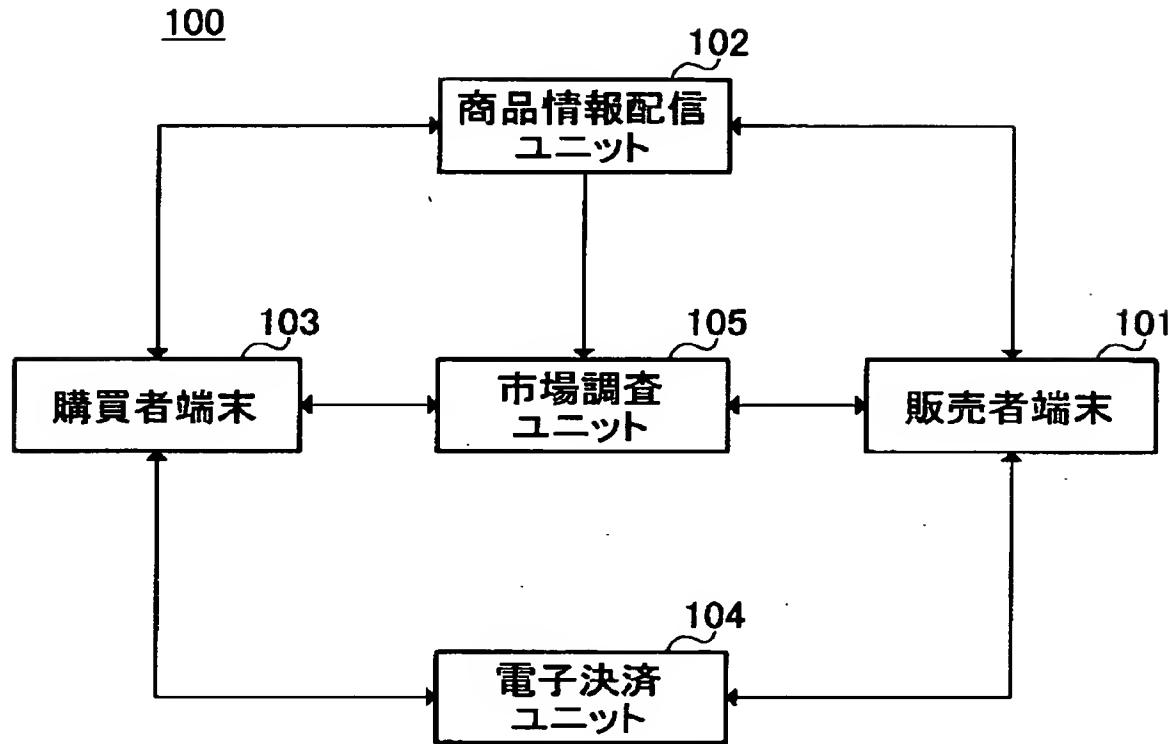 100
102
商品情報配信
ユニット
103
購買者端末
105
市場調査
ユニット
101
販売者端末
104
電子決済
ユニット